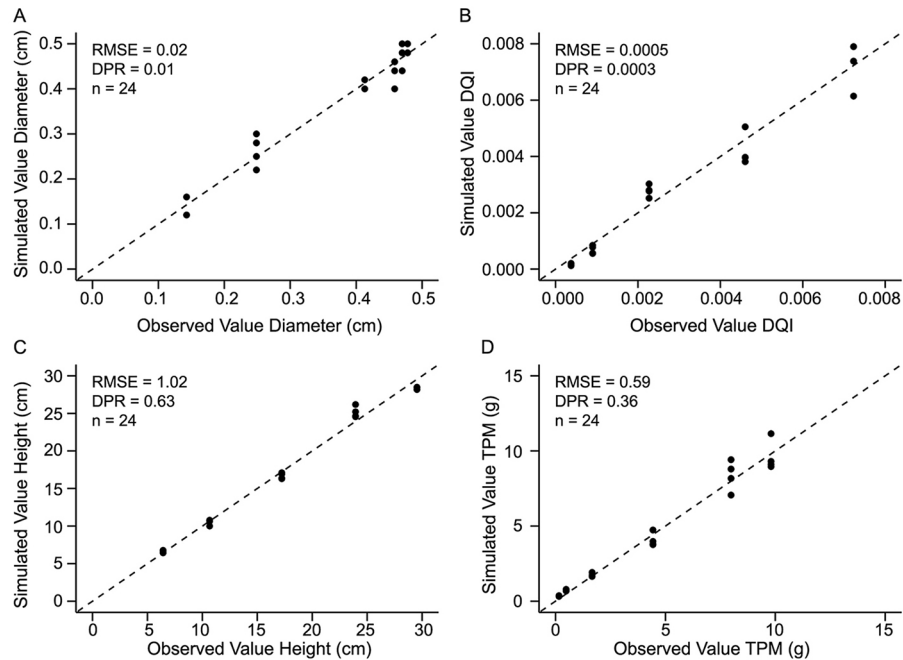 A
RMSE = 0.02
DPR = 0.01
n = 24
Simulated Value Diameter (cm)
0.5
0.4
0.3
0.2
0.1
0.0
0.0 0.1 0.2 0.3 0.4 0.5
Observed Value Diameter (cm)
B
RMSE = 0.0005
DPR = 0.0003
n = 24
Simulated Value DQI
0.008
0.006
0.004
0.002
0.000
0.000 0.002 0.004 0.006 0.008
Observed Value DQI
C
RMSE = 1.02
DPR = 0.63
n = 24
Simulated Value Height (cm)
30
25
20
15
10
5
0
0 5 10 15 20 25 30
Observed Value Height (cm)
D
RMSE = 0.59
DPR = 0.36
n = 24
Simulated Value TPM (g)
15
10
5
0
0 5 10 15
Observed Value TPM (g)